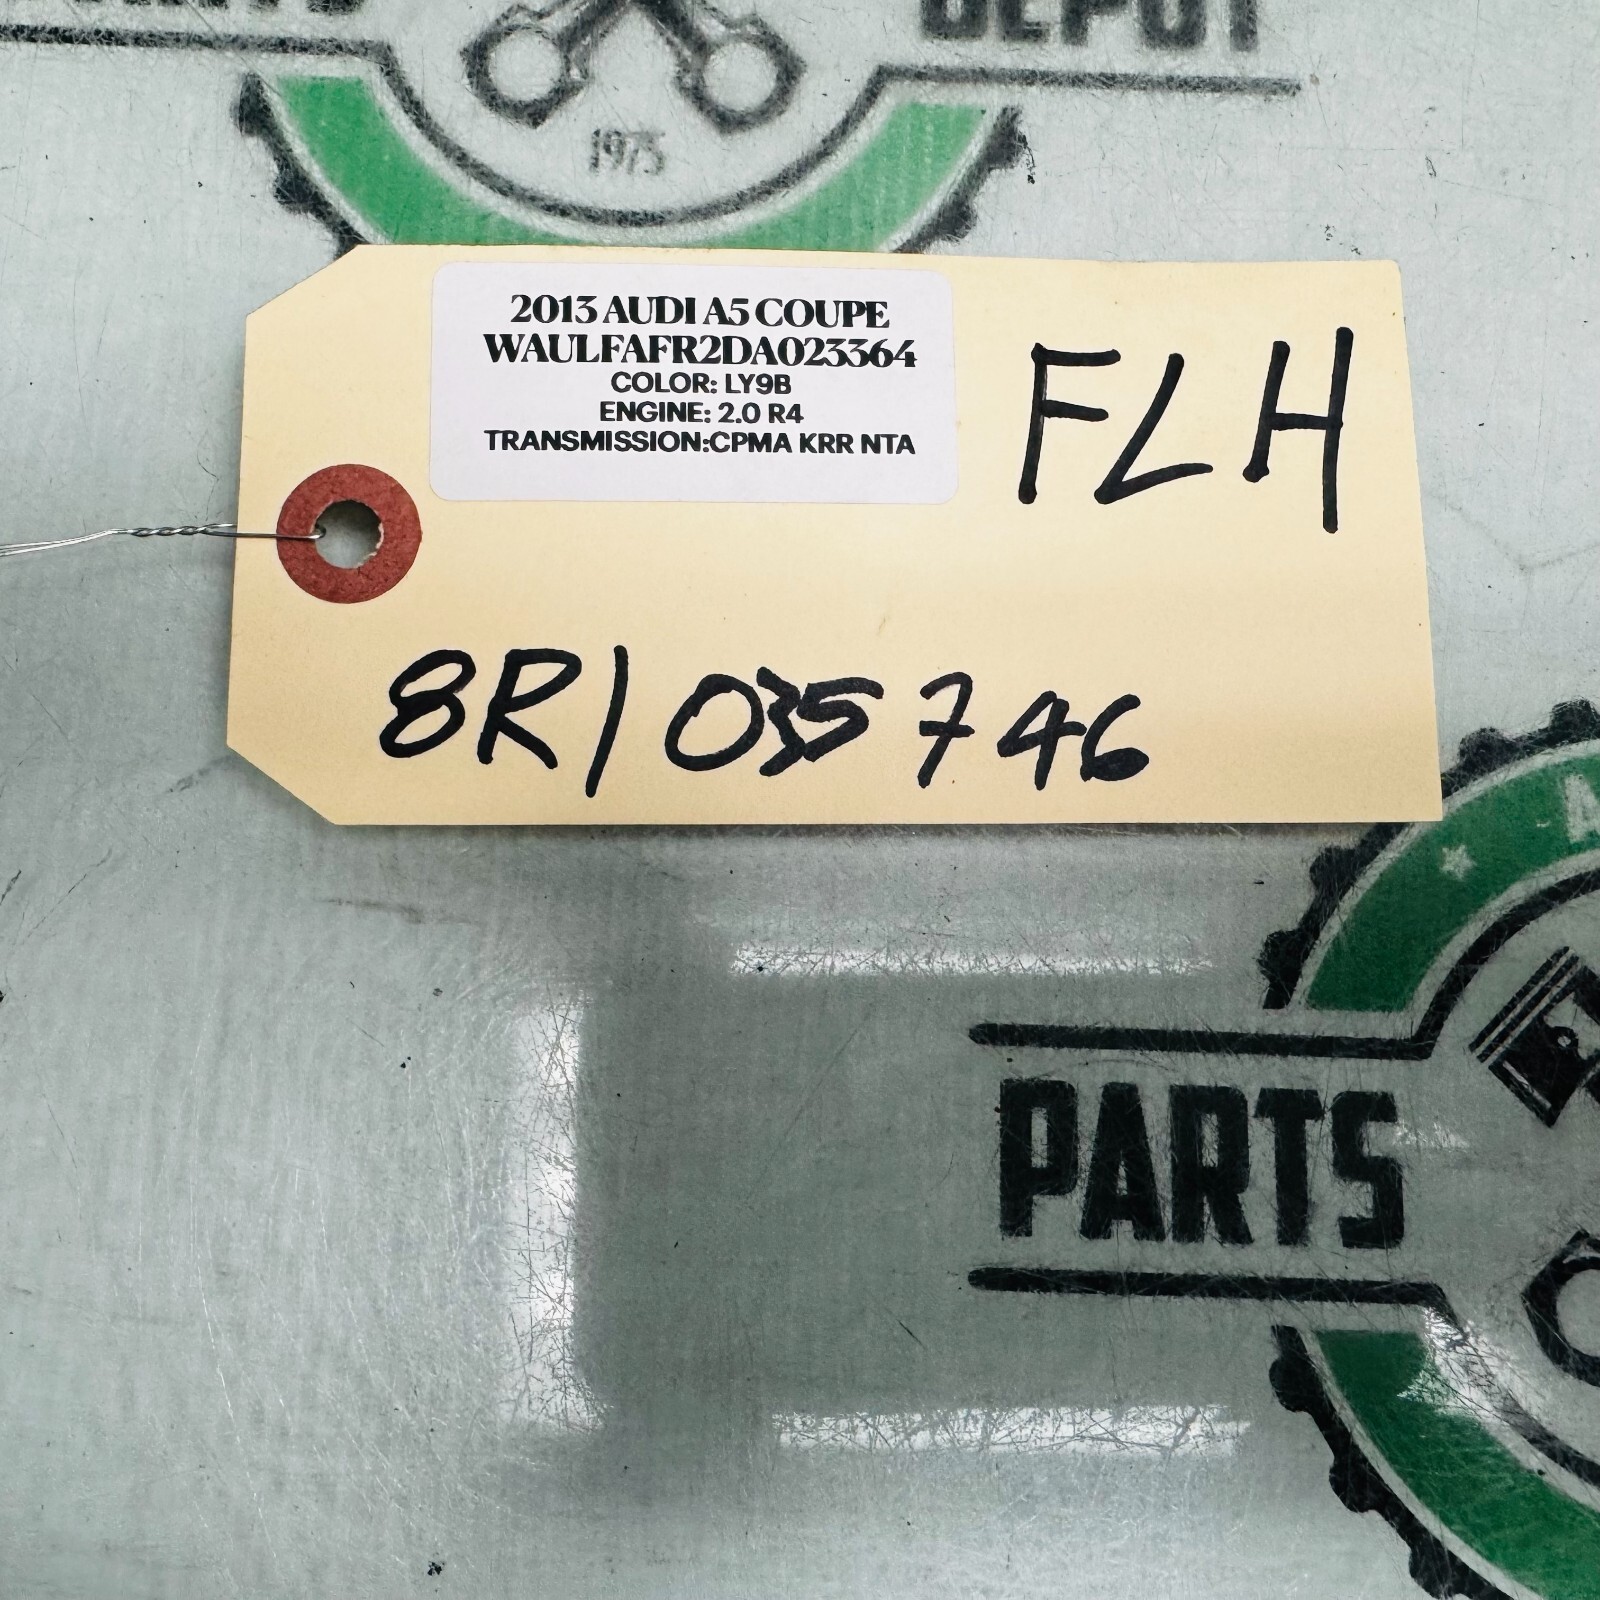 DEPOT
1975
2013 AUDI A5 COUPE
WAULFAFR2DA023364
COLOR: LY9B
ENGINE: 2.0 R4
TRANSMISSION:CPMA KRR NTA
FLH
8R1035746
PARTS